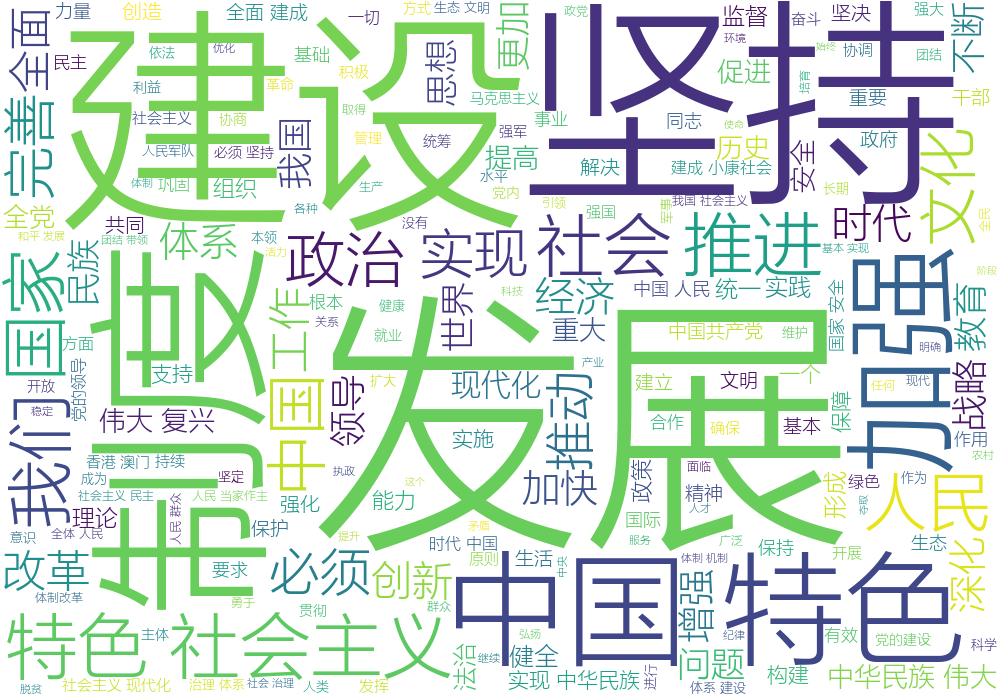 力量
创造
全面 建成
方式
生态 文明
一切
政党
监督
奋斗
坚决
强大
不断
全面
民主
建设
依法
优化
基础
更加
思想
坚持
环境
始终
协调
团结
利益
积极
革命
马克思主义
促进
培育
重要
干部
完善
社会主义
协商
取得
管理
强军
事业
同志
使命
历史
政府
文化
人民军队
必须 坚持
我国
统筹
提高
解决
建成 小康社会
安全
体制
巩固
组织
生产
水平
党内
我国 社会主义
长期
全党
共同
各种
没有
引领
强国
军事
时代
全民
和平 发展
团结 带领
体系
本领
活力
政治
实现
社会
推进
基本 实现
国家
民族
制度
工作
根本
关系
健康
科技
世界
经济
中国 人民
统一
实践
国家 安全
加强
教育
阶段
方面
支持
就业
发展
重大
中国共产党
维护
明确
开放
党的领导
中国
领导
扩大
现代化
产业
推动
建立
文明
一个
任何
现代
战略
稳定
我们
伟大 复兴
实施
合作
确保
基本
保障
作用
农村
香港 澳门
持续
坚定
执政
这个
加快
政策
面临
精神
人才
形成
绿色
作为
夺取
人民
成为
社会主义 民主
人民 当家作主
强化
能力
理论
人民 群众
保护
国际
意识
全体 人民
提升
矛盾
时代 中国
服务
广泛
保持
开展
生态
改革
要求
必须
创新
原则
生活
中央
中国特色
体制 机制
增强
深化
体制改革
勇于
贯彻
群众
特色 社会主义
主体
弘扬
继续
健全
法治
问题
纪律
有效
党的建设
科学
脱贫
社会主义 现代化
治理 体系
社会 治理
人类
发挥
实现 中华民族
进行
体系 建设
构建
中华民族 伟大